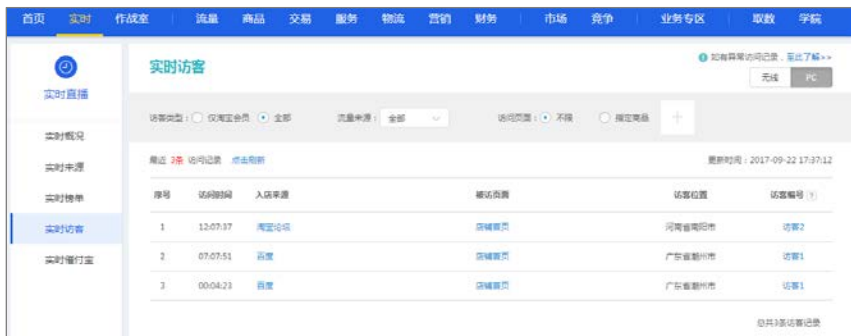 首页 实时 作战室 流量 商品 交易 服务 物流 营销 财务 市场 竞争 业务专区 取数 学院
实时直播
实时概况
实时来源
实时榜单
实时访客
实时催付宝
实时访客
如有异常访问记录，至此了解>>
无线 PC
访客类型： 仅淘宝会员 全部 流量来源： 全部 访问页面： 不限 指定商品 +
最近 3条 访问记录 点击刷新 更新时间：2017-09-22 17:37:12
序号 访问时间 入店来源 被访页面 访客位置 访客编号 ?
1 12:07:37 淘宝论坛 店铺首页 河南省南阳市 访客2
2 07:07:51 百度 店铺首页 广东省潮州市 访客1
3 00:04:23 百度 店铺首页 广东省潮州市 访客1
总共3条访客记录